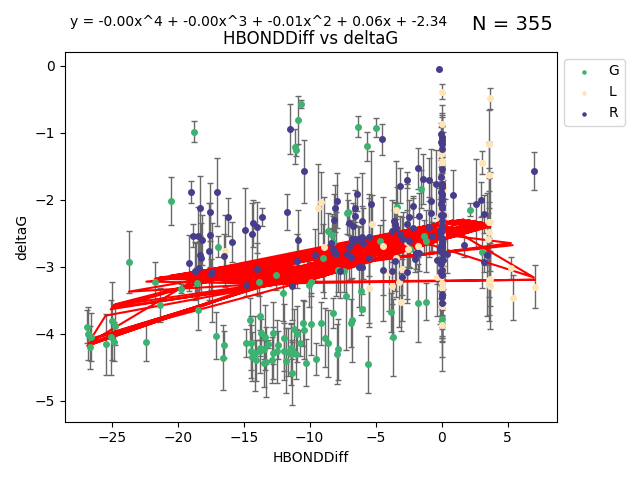 y = -0.00x^4 + -0.00x^3 + -0.01x^2 + 0.06x + -2.34
N = 355
HBONDDiff vs deltaG
G
L
R
0
−1
−2
−3
−4
−5
deltaG
−25
−20
−15
−10
−5
0
5
HBONDDiff